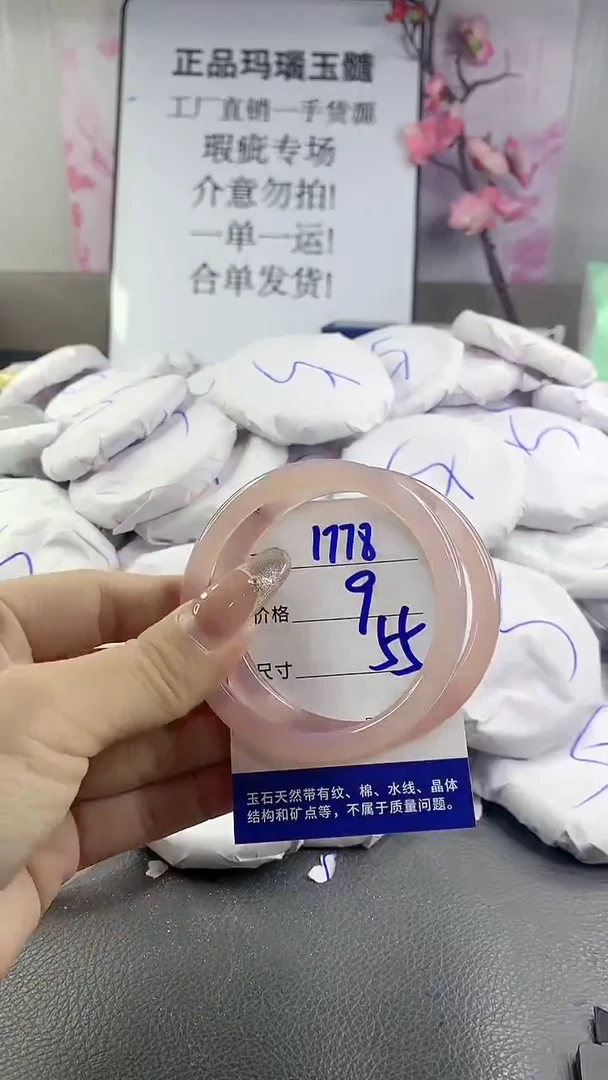 正品玛瑙玉髓
工厂直销一手货源
瑕疵专场
介意勿拍!
一单一运!
合单发货!
1778
价格 9
尺寸 55
玉石天然带有纹、棉、水线、晶体
结构和矿点等，不属于质量问题。